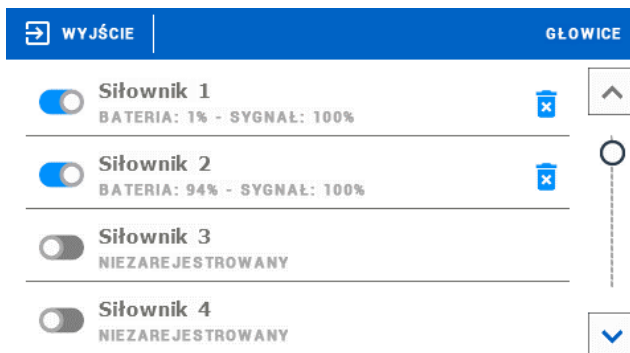 WYJŚCIE
GŁOWICE
Siłownik 1
BATERIA: 1% - SYGNAŁ: 100%
Siłownik 2
BATERIA: 94% - SYGNAŁ: 100%
Siłownik 3
NIEZAREJESTROWANY
Siłownik 4
NIEZAREJESTROWANY